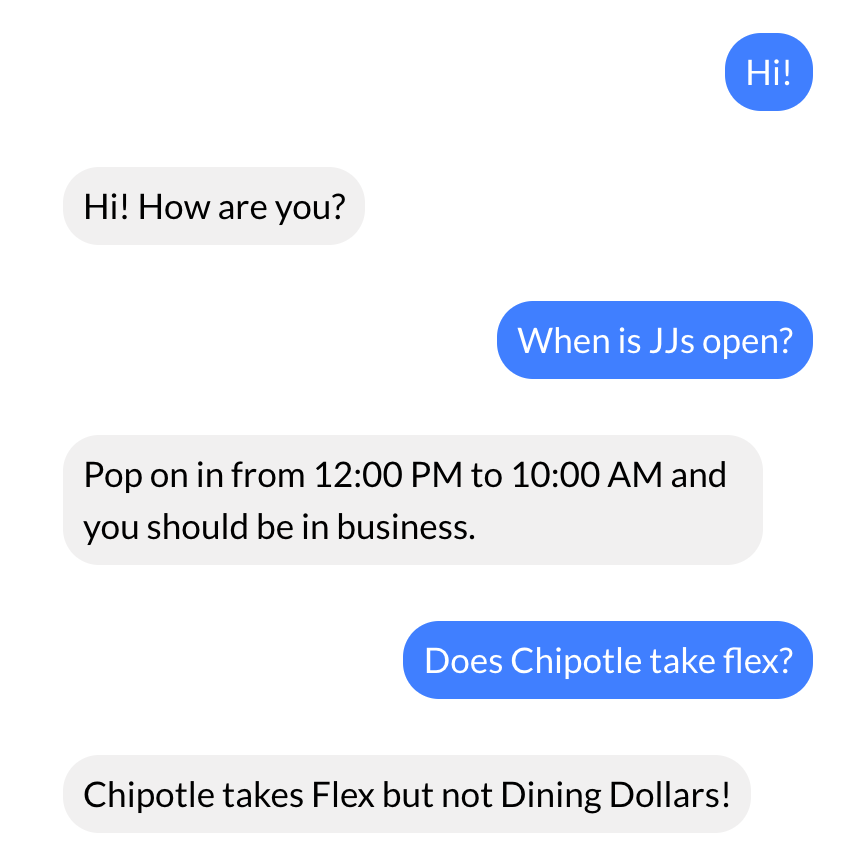 Hi!
Hi! How are you?
When is JJs open?
Pop on in from 12:00 PM to 10:00 AM and
you should be in business.
Does Chipotle take flex?
Chipotle takes Flex but not Dining Dollars!